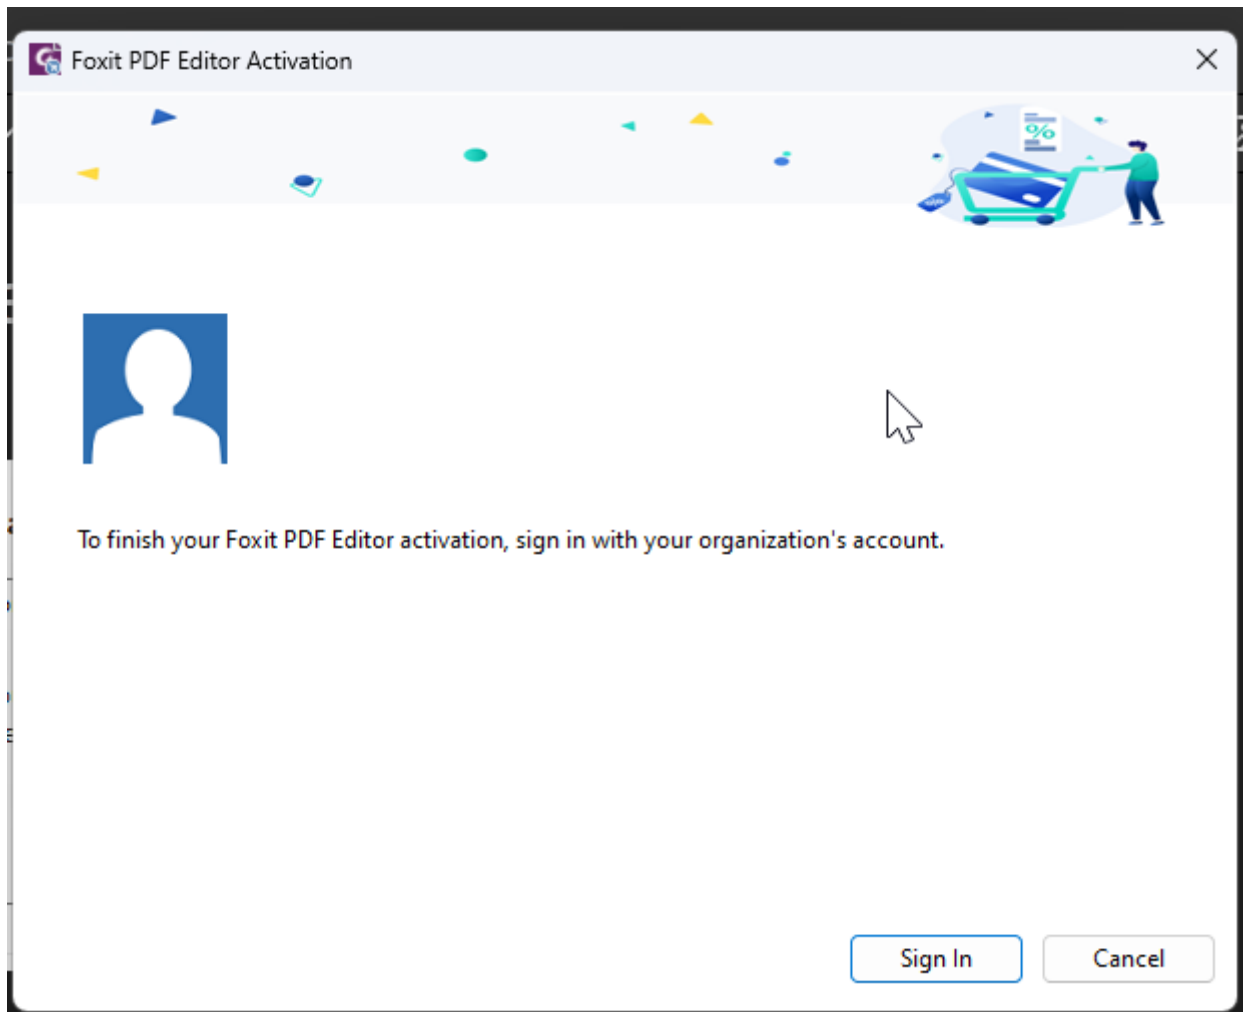 Foxit PDF Editor Activation
%
To finish your Foxit PDF Editor activation, sign in with your organization's account.
Sign In
Cancel